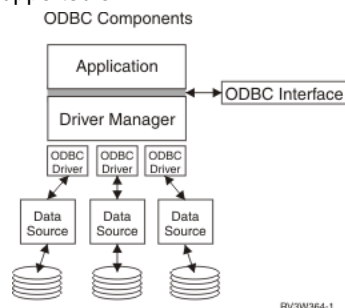 ODBC Components
Application
ODBC Interface
Driver Manager
ODBC Driver
ODBC Driver
ODBC Driver
Data Source
Data Source
Data Source
RV3W364-1